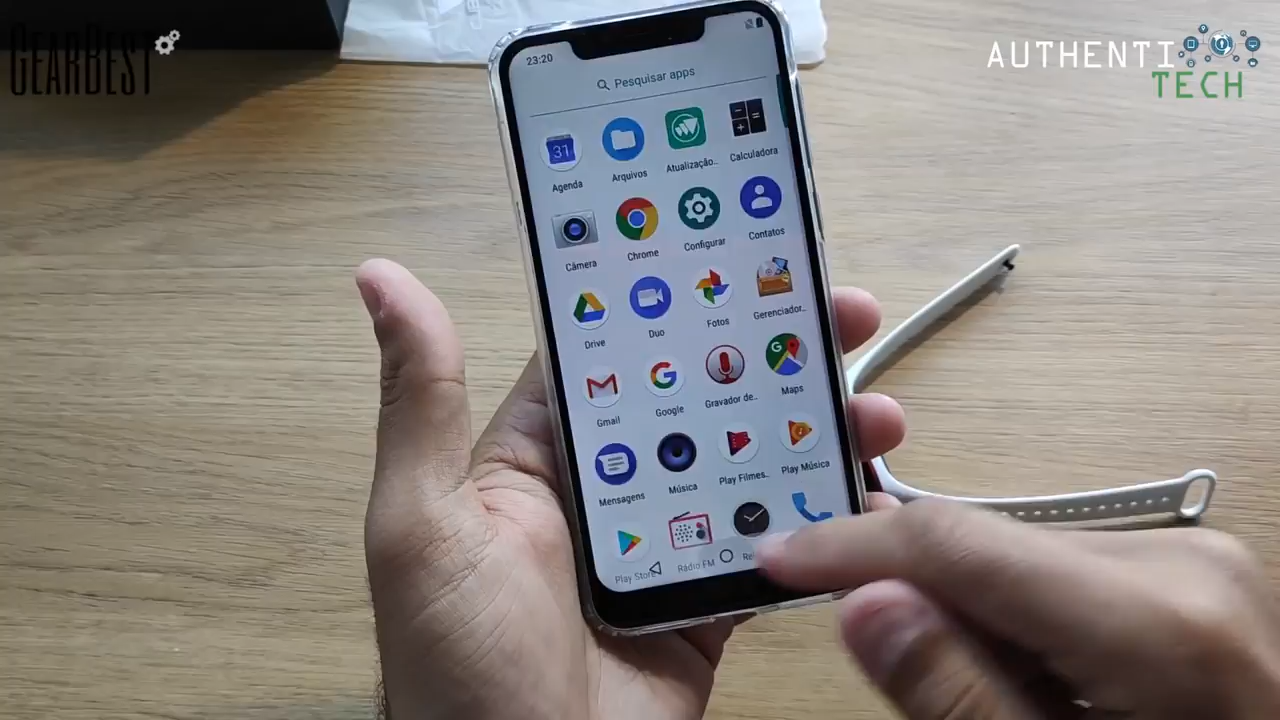 GEARBEST
AUTHENTI
TECH
23:20
Pesquisar apps
31
Agenda
Arquivos
Atualização..
Calculadora
Câmera
Chrome
Configurar
Contatos
Drive
Duo
Fotos
Gerenciador..
Gmail
Google
Gravador de..
Maps
Mensagens
Música
Play Filmes..
Play Música
Play Store
Rádio FM